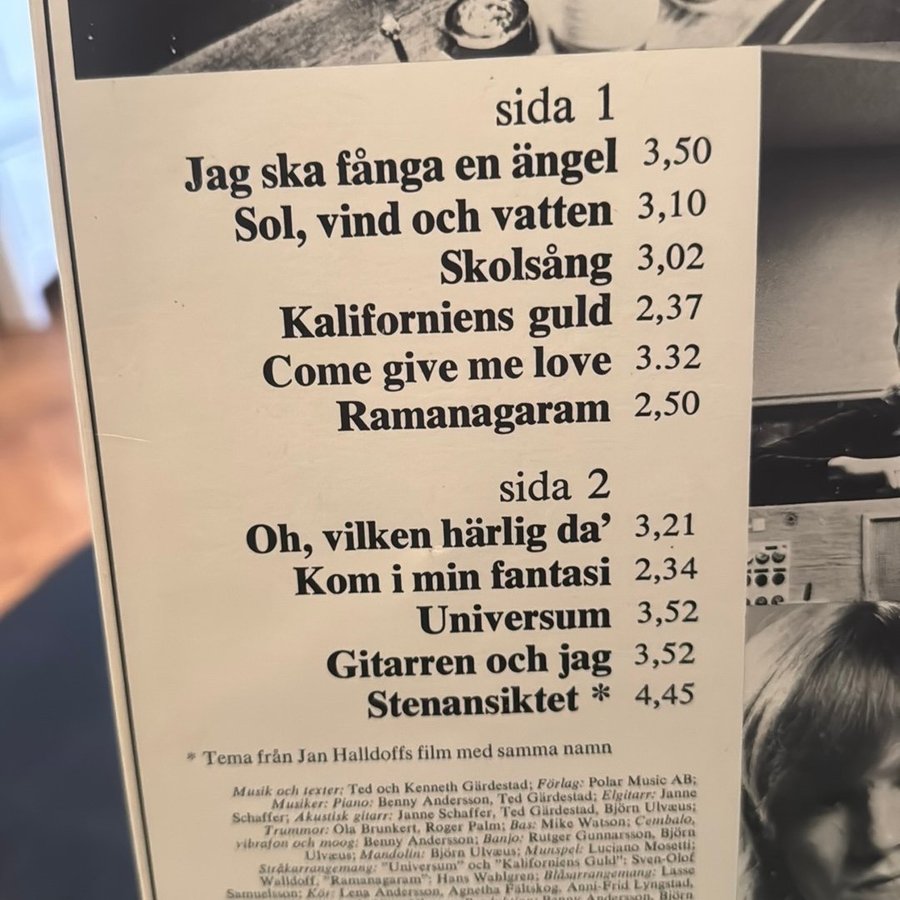 sida 1
Jag ska fånga en ängel 3,50
Sol, vind och vatten 3,10
Skolsång 3,02
Kaliforniens guld 2,37
Come give me love 3.32
Ramanagaram 2,50
sida 2
Oh, vilken härlig da’ 3,21
Kom i min fantasi 2,34
Universum 3,52
Gitarren och jag 3,52
Stenansiktet * 4,45
* Tema från Jan Halldoffs film med samma namn
Musik och texter: Ted och Kenneth Gärdestad; Förlag: Polar Music AB;
Musiker: Piano: Benny Andersson, Ted Gärdestad; Elgitarr: Janne
Schaffer; Akustisk gitarr: Janne Schaffer, Ted Gärdestad, Björn Ulvæus;
Trummor: Ola Brunkert, Roger Palm; Bas: Mike Watson; Cembalo,
vibrafon och moog: Benny Andersson; Banjo: Rutger Gunnarsson, Björn
Ulvæus; Mandolin: Björn Ulvæus; Munspel: Luciano Mosetti;
Stråkarrangemang: "Universum" och "Kaliforniens Guld": Sven-Olof
Walldoff, "Ramanagaram": Hans Wahlgren; Blåsarrangemang: Lasse
Samuelsson; Kör: Lena Andersson, Agnetha Fältskog, Anni-Frid Lyngstad,
Benny Andersson, Björn